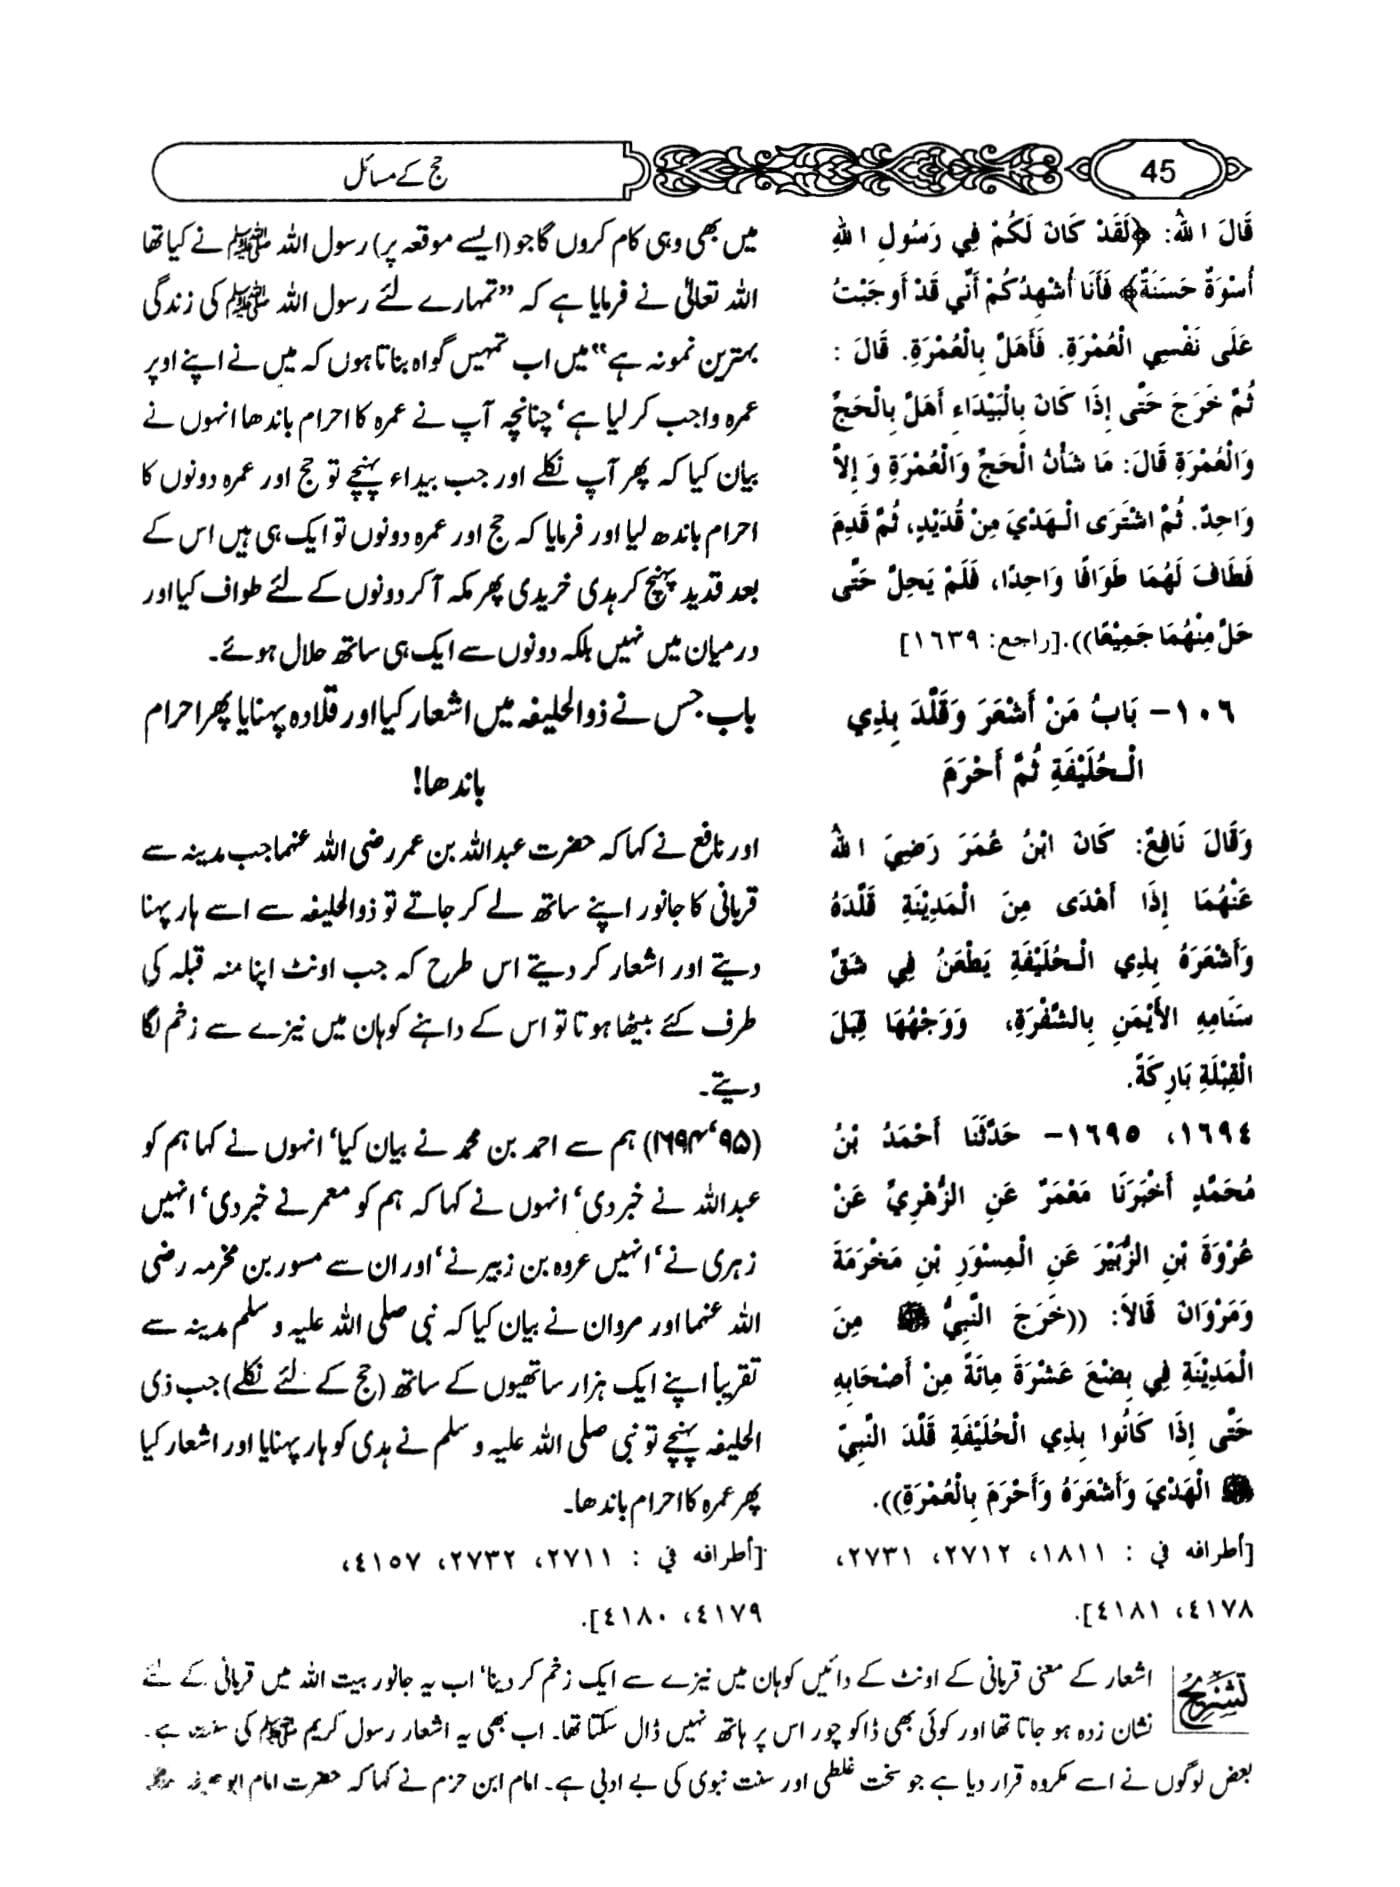 45
حج کے مسائل
قَالَ اللهُ: ﴿لَقَدْ كَانَ لَكُمْ فِي رَسُولِ اللهِ
أُسْوَةٌ حَسَنَةٌ﴾ فَأَنَا أُشْهِدُكُمْ أَنِّي قَدْ أَوجَبْتُ
عَلَى نَفْسِي الْعُمْرَةِ. فَأَهَلَّ بِالْعُمْرَةِ. قَالَ :
ثُمَّ خَرَجَ حَتَّى إِذَا كَانَ بِالْبَيْدَاءِ أَهَلَّ بِالْحَجِّ
وَالْعُمْرَةِ قَالَ: مَا شَأْنُ الْحَجِّ وَالْعُمْرَةِ وَ إِلاَّ
وَاحِدٌ. ثُمَّ اشْتَرَى الْهَدْيَ مِنْ قُدَيْدٍ، ثُمَّ قَدِمَ
فَطَافَ لَهُمَا طَوَافًا وَاحِدًا، فَلَمْ يَحِلَّ حَتَّى
حَلَّ مِنْهُمَا جَمِيْعًا)).[راجع: ١٦٣٩]
١٠٦- بَابُ مَنْ أَشْعَرَ وَقَلَّدَ بِذِي
الْحُلَيْفَةِ ثُمَّ أَحْرَمَ
وَقَالَ نَافِعٌ: كَانَ ابْنُ عُمَرَ رَضِيَ اللهُ
عَنْهُمَا إِذَا أَهْدَى مِنَ الْمَدِيْنَةِ قَلَّدَهُ
وَأَشْعَرَهُ بِذِي الْحُلَيْفَةِ يَطْعَنُ فِي شَقِّ
سَنَامِهِ الأَيْمَنِ بِالشَّفْرَةِ، وَوَجْهُهَا قِبَلَ
الْقِبْلَةِ بَارِكَةً.
١٦٩٤، ١٦٩٥- حَدَّثَنَا أَحْمَدُ بْنُ
مُحَمَّدٍ أَخْبَرَنَا مَعْمَرٌ عَنِ الزُّهْرِيِّ عَنْ
عُرْوَةَ بْنِ الزُّبَيْرَ عَنِ الْمِسْوَرِ بْنِ مَخْرَمَةَ
وَمَرْوَانَ قَالاَ: ((خَرَجَ النَّبِيُّ ﷺ مِنَ
الْمَدِيْنَةِ فِي بِضْعَ عَشْرَةَ مِائَةً مِنْ أَصْحَابِهِ
حَتَّى إِذَا كَانُوا بِذِي الْحُلَيْفَةِ قَلَّدَ النَّبِيّ
ﷺ الْهَدْيَ وَأَشْعَرَهُ وَأَحْرَمَ بِالْعُمْرَةِ)).
[أطرافه في : ١٨١١، ٢٧١٢، ٢٧٣١،
٤١٧٨، ٤١٨١].
میں بھی وہی کام کروں گا جو (ایسے موقعہ پر) رسول اللہ ﷺ نے کیا تھا
اللہ تعالیٰ نے فرمایا ہے کہ ”تمہارے لئے رسول اللہ ﷺ کی زندگی
بہترین نمونہ ہے“ میں اب تمہیں گواہ بناتا ہوں کہ میں نے اپنے اوپر
عمرہ واجب کر لیا ہے‘ چنانچہ آپ نے عمرہ کا احرام باندھا انہوں نے
بیان کیا کہ پھر آپ نکلے اور جب بیداء پہنچے تو حج اور عمرہ دونوں کا
احرام باندھ لیا اور فرمایا کہ حج اور عمرہ دونوں تو ایک ہی ہیں اس کے
بعد قدید پہنچ کر ہدی خریدی پھر مکہ آ کر دونوں کے لئے طواف کیا اور
درمیان میں نہیں بلکہ دونوں سے ایک ہی ساتھ حلال ہوئے۔
باب جس نے ذوالحلیفہ میں اشعار کیا اور قلادہ پہنایا پھر احرام
باندھا!
اور نافع نے کہا کہ حضرت عبداللہ بن عمر رضی اللہ عنہما جب مدینہ سے
قربانی کا جانور اپنے ساتھ لے کر جاتے تو ذوالحلیفہ سے اسے ہار پہنا
دیتے اور اشعار کر دیتے اس طرح کہ جب اونٹ اپنا منہ قبلہ کی
طرف کئے بیٹھا ہوتا تو اس کے داہنے کوہان میں نیزے سے زخم لگا
دیتے۔
(۱۶۹۴‘۹۵) ہم سے احمد بن محمد نے بیان کیا‘ انہوں نے کہا ہم کو
عبداللہ نے خبر دی‘ انہوں نے کہا کہ ہم کو معمر نے خبر دی‘ انہیں
زہری نے‘ انہیں عروہ بن زبیر نے‘ اور ان سے مسور بن مخرمہ رضی
اللہ عنہما اور مروان نے بیان کیا کہ نبی صلی اللہ علیہ و سلم مدینہ سے
تقریباً اپنے ایک ہزار ساتھیوں کے ساتھ (حج کے لئے نکلے) جب ذی
الحلیفہ پہنچے تو نبی صلی اللہ علیہ و سلم نے ہدی کو ہار پہنایا اور اشعار کیا
پھر عمرہ کا احرام باندھا۔
[أطرافه في : ٢٧١١، ٢٧٣٢، ٤١٥٧،
٤١٧٩، ٤١٨٠].
تشریح
اشعار کے معنی قربانی کے اونٹ کے دائیں کوہان میں نیزے سے ایک زخم کر دینا‘ اب یہ جانور بیت اللہ میں قربانی کے لئے
نشان زدہ ہو جاتا تھا اور کوئی بھی ڈاکو چور اس پر ہاتھ نہیں ڈال سکتا تھا۔ اب بھی یہ اشعار رسول کریم ﷺ کی سنت ہے۔
بعض لوگوں نے اسے مکروہ قرار دیا ہے جو سخت غلطی اور سنت نبوی کی بے ادبی ہے۔ امام ابن حزم نے کہا کہ حضرت امام ابو